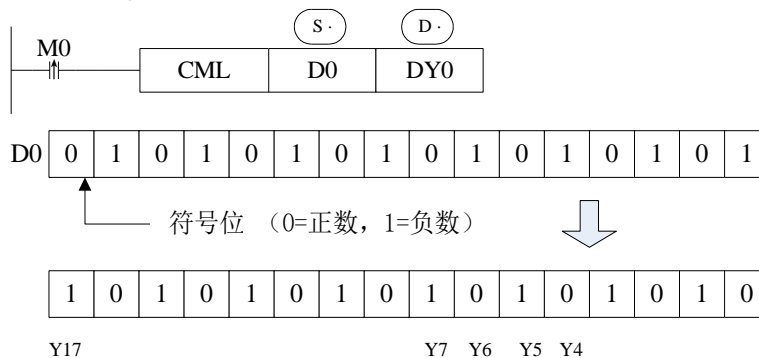 S· D·
M0
CML D0 DY0
D0 0 1 0 1 0 1 0 1 0 1 0 1 0 1 0 1
符号位 （0=正数，1=负数）
1 0 1 0 1 0 1 0 1 0 1 0 1 0 1 0
Y17 Y7 Y6 Y5 Y4